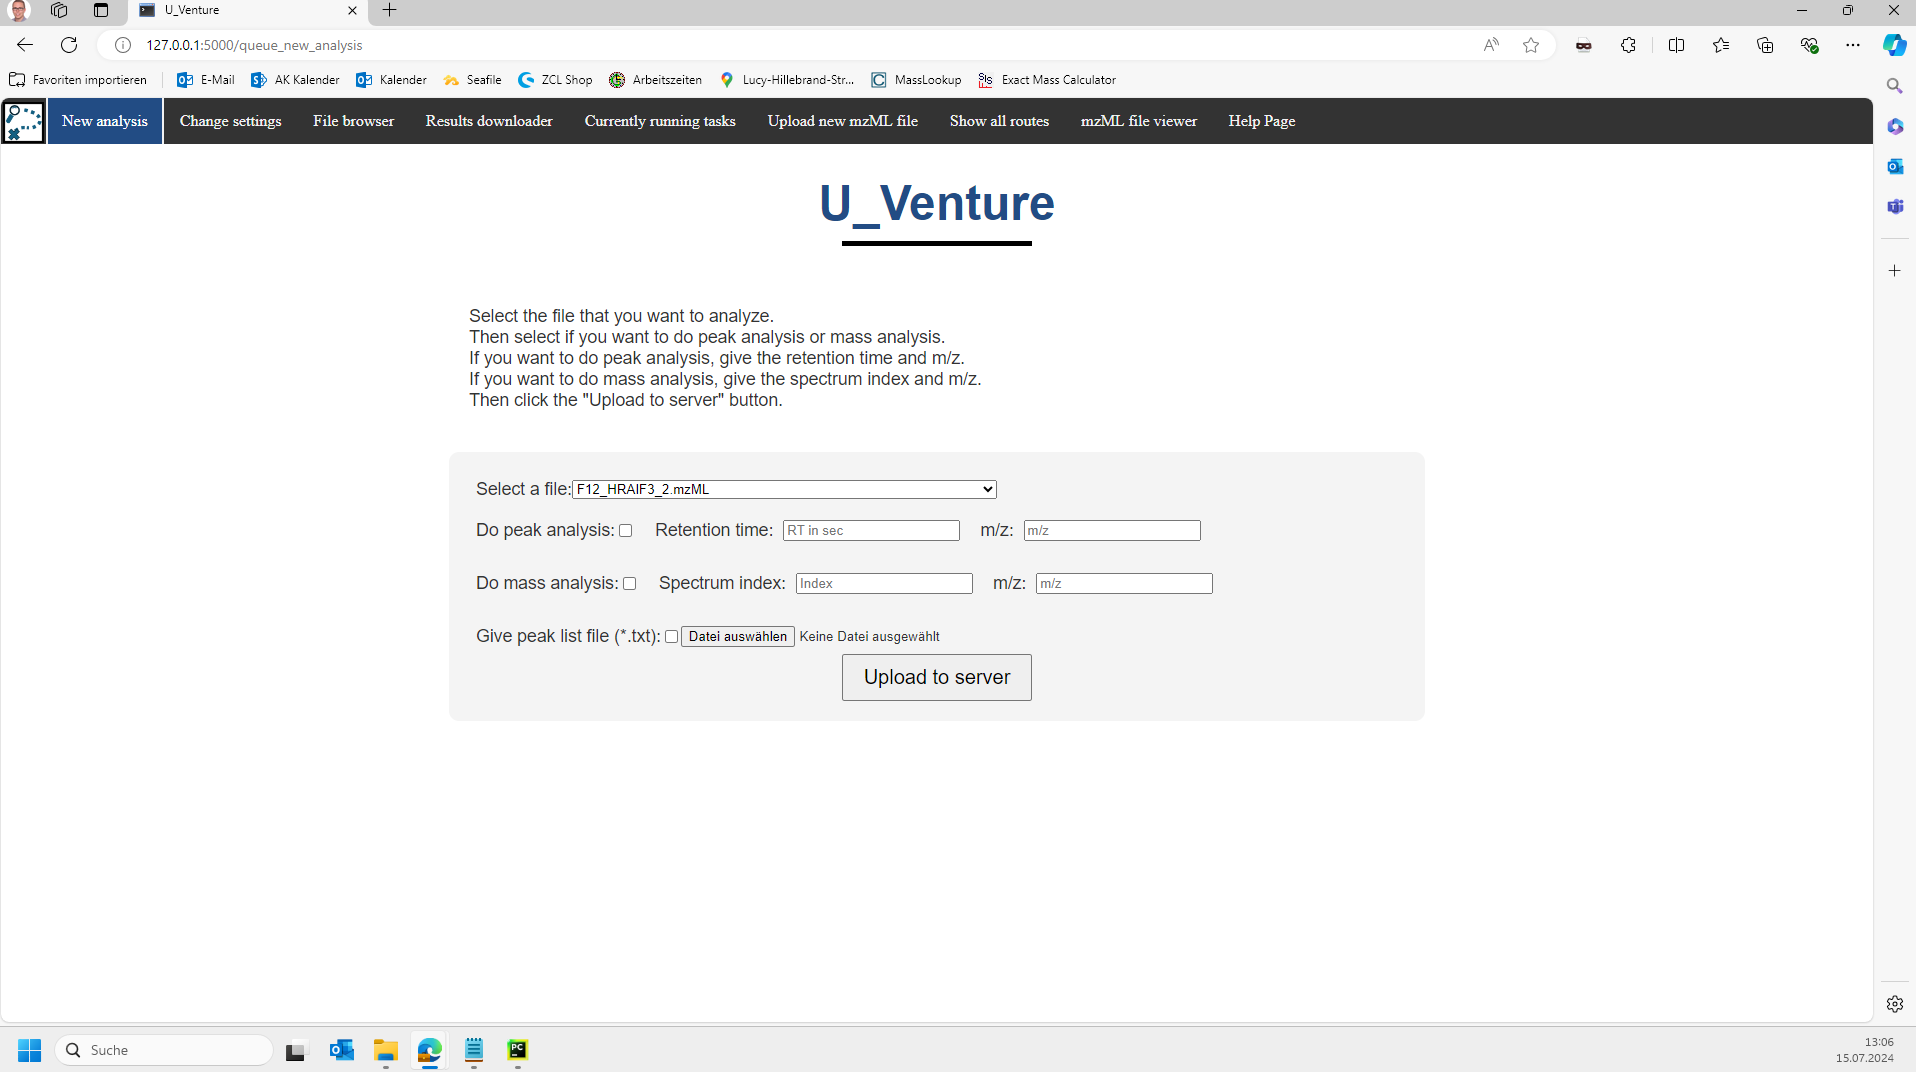 U_Venture
127.0.0.1:5000/queue_new_analysis
Favoriten importieren E-Mail AK Kalender Kalender Seafile ZCL Shop Arbeitszeiten Lucy-Hillebrand-Str... MassLookup Exact Mass Calculator
New analysis Change settings File browser Results downloader Currently running tasks Upload new mzML file Show all routes mzML file viewer Help Page
U_Venture
Select the file that you want to analyze.
Then select if you want to do peak analysis or mass analysis.
If you want to do peak analysis, give the retention time and m/z.
If you want to do mass analysis, give the spectrum index and m/z.
Then click the "Upload to server" button.
Select a file: F12_HRAIF3_2.mzML
Do peak analysis: Retention time: RT in sec m/z: m/z
Do mass analysis: Spectrum index: Index m/z: m/z
Give peak list file (*.txt): Datei auswählen Keine Datei ausgewählt
Upload to server
Suche
PC
13:06
15.07.2024